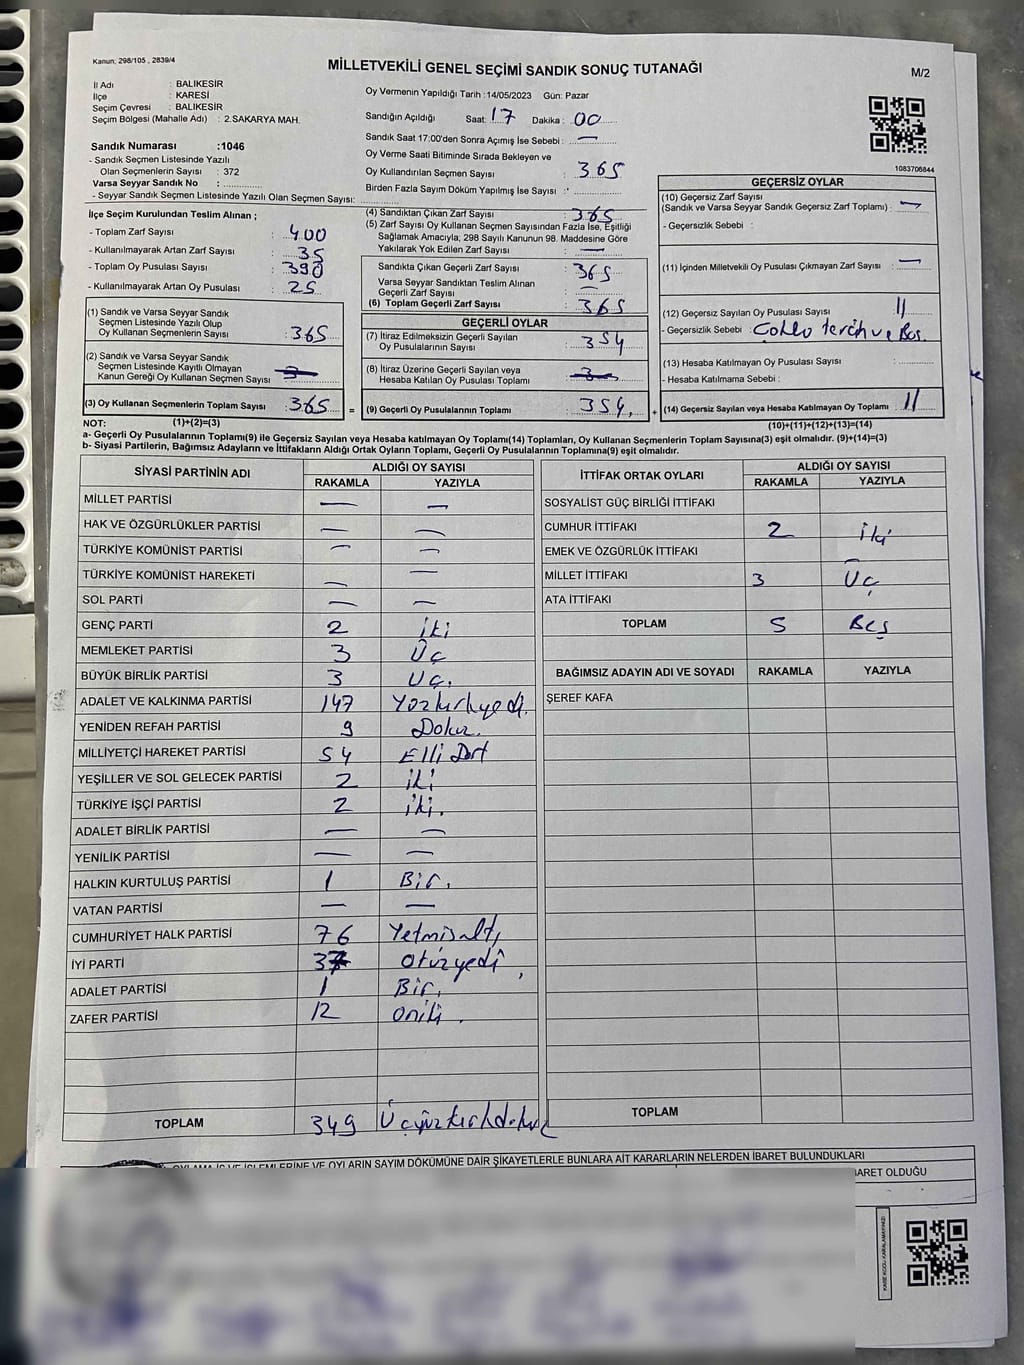 Kanun; 298/105 , 2839/4
MİLLETVEKİLİ GENEL SEÇİMİ SANDIK SONUÇ TUTANAĞI
M/2
İl Adı : BALIKESİR
İlçe : KARESİ
Seçim Çevresi : BALIKESİR
Seçim Bölgesi (Mahalle Adı) : 2.SAKARYA MAH.
Oy Vermenin Yapıldığı Tarih :14/05/2023 Gün: Pazar
Sandığın Açıldığı Saat: 17 Dakika : 00
Sandık Saat 17:00'den Sonra Açımış İse Sebebi : —
Oy Verme Saati Bitiminde Sırada Bekleyen ve
Oy Kullandırılan Seçmen Sayısı : 365
Birden Fazla Sayım Döküm Yapılmış İse Sayısı :
1083706844
Sandık Numarası :1046
- Sandık Seçmen Listesinde Yazılı
Olan Seçmenlerin Sayısı : 372
Varsa Seyyar Sandık No :
- Seyyar Sandık Seçmen Listesinde Yazılı Olan Seçmen Sayısı:
İlçe Seçim Kurulundan Teslim Alınan ;
- Toplam Zarf Sayısı : 400
- Kullanılmayarak Artan Zarf Sayısı : 35
- Toplam Oy Pusulası Sayısı : 390
- Kullanılmayarak Artan Oy Pusulası : 25
(1) Sandık ve Varsa Seyyar Sandık
Seçmen Listesinde Yazılı Olup
Oy Kullanan Seçmenlerin Sayısı : 365
(2) Sandık ve Varsa Seyyar Sandık
Seçmen Listesinde Kayıtlı Olmayan
Kanun Gereği Oy Kullanan Seçmen Sayısı :
(3) Oy Kullanan Seçmenlerin Toplam Sayısı : 365 =
(4) Sandıktan Çıkan Zarf Sayısı : 365
(5) Zarf Sayısı Oy Kullanan Seçmen Sayısından Fazla İse, Eşitliği
Sağlamak Amacıyla; 298 Sayılı Kanunun 98. Maddesine Göre
Yakılarak Yok Edilen Zarf Sayısı : —
Sandıkta Çıkan Geçerli Zarf Sayısı : 365
Varsa Seyyar Sandıktan Teslim Alınan
Geçerli Zarf Sayısı : —
(6) Toplam Geçerli Zarf Sayısı : 365
GEÇERLİ OYLAR
(7) İtiraz Edilmeksizin Geçerli Sayılan
Oy Pusulalarının Sayısı : 354
(8) İtiraz Üzerine Geçerli Sayılan veya
Hesaba Katılan Oy Pusulası Toplamı :
(9) Geçerli Oy Pusulalarının Toplamı : 354 +
GEÇERSİZ OYLAR
(10) Geçersiz Zarf Sayısı
(Sandık ve Varsa Seyyar Sandık Geçersiz Zarf Toplamı) : —
- Geçersizlik Sebebi :
(11) İçinden Milletvekili Oy Pusulası Çıkmayan Zarf Sayısı : —
(12) Geçersiz Sayılan Oy Pusulası Sayısı : 11
- Geçersizlik Sebebi : Çoklu tercih ve Boş.
(13) Hesaba Katılmayan Oy Pusulası Sayısı :
- Hesaba Katılmama Sebebi :
(14) Geçersiz Sayılan veya Hesaba Katılmayan Oy Toplamı : 11
NOT: (1)+(2)=(3)
(10)+(11)+(12)+(13)=(14)
a- Geçerli Oy Pusulalarının Toplamı(9) ile Geçersiz Sayılan veya Hesaba katılmayan Oy Toplamı(14) Toplamları, Oy Kullanan Seçmenlerin Toplam Sayısına(3) eşit olmalıdır. (9)+(14)=(3)
b- Siyasi Partilerin, Bağımsız Adayların ve İttifakların Aldığı Ortak Oyların Toplamı, Geçerli Oy Pusulalarının Toplamına(9) eşit olmalıdır.
SİYASİ PARTİNİN ADI ALDIĞI OY SAYISI
RAKAMLA YAZIYLA
MİLLET PARTİSİ — —
HAK VE ÖZGÜRLÜKLER PARTİSİ — —
TÜRKİYE KOMÜNİST PARTİSİ — —
TÜRKİYE KOMÜNİST HAREKETİ — —
SOL PARTİ — —
GENÇ PARTİ 2 iki
MEMLEKET PARTİSİ 3 Üç
BÜYÜK BİRLİK PARTİSİ 3 Uç.
ADALET VE KALKINMA PARTİSİ 147 Yüzkırkyedi.
YENİDEN REFAH PARTİSİ 9 Dokuz.
MİLLİYETÇİ HAREKET PARTİSİ 54 Elli Dört
YEŞİLLER VE SOL GELECEK PARTİSİ 2 iki
TÜRKİYE İŞÇİ PARTİSİ 2 iki.
ADALET BİRLİK PARTİSİ — —
YENİLİK PARTİSİ — —
HALKIN KURTULUŞ PARTİSİ 1 Bir.
VATAN PARTİSİ — —
CUMHURİYET HALK PARTİSİ 76 Yetmişaltı
İYİ PARTİ 37 otuzyedi
ADALET PARTİSİ 1 Bir.
ZAFER PARTİSİ 12 oniki.
TOPLAM 349 Üçyüzkırkdokuz
İTTİFAK ORTAK OYLARI ALDIĞI OY SAYISI
RAKAMLA YAZIYLA
SOSYALİST GÜÇ BİRLİĞİ İTTİFAKI
CUMHUR İTTİFAKI 2 iki
EMEK VE ÖZGÜRLÜK İTTİFAKI —
MİLLET İTTİFAKI 3 Üç
ATA İTTİFAKI
TOPLAM 5 Beş
BAĞIMSIZ ADAYIN ADI VE SOYADI RAKAMLA YAZIYLA
ŞEREF KAFA
TOPLAM
OYLAMA İŞ VE İŞLEMLERİNE VE OYLARIN SAYIM DÖKÜMÜNE DAİR ŞİKAYETLERLE BUNLARA AİT KARARLARIN NELERDEN İBARET BULUNDUKLARI
BARET OLDUĞU